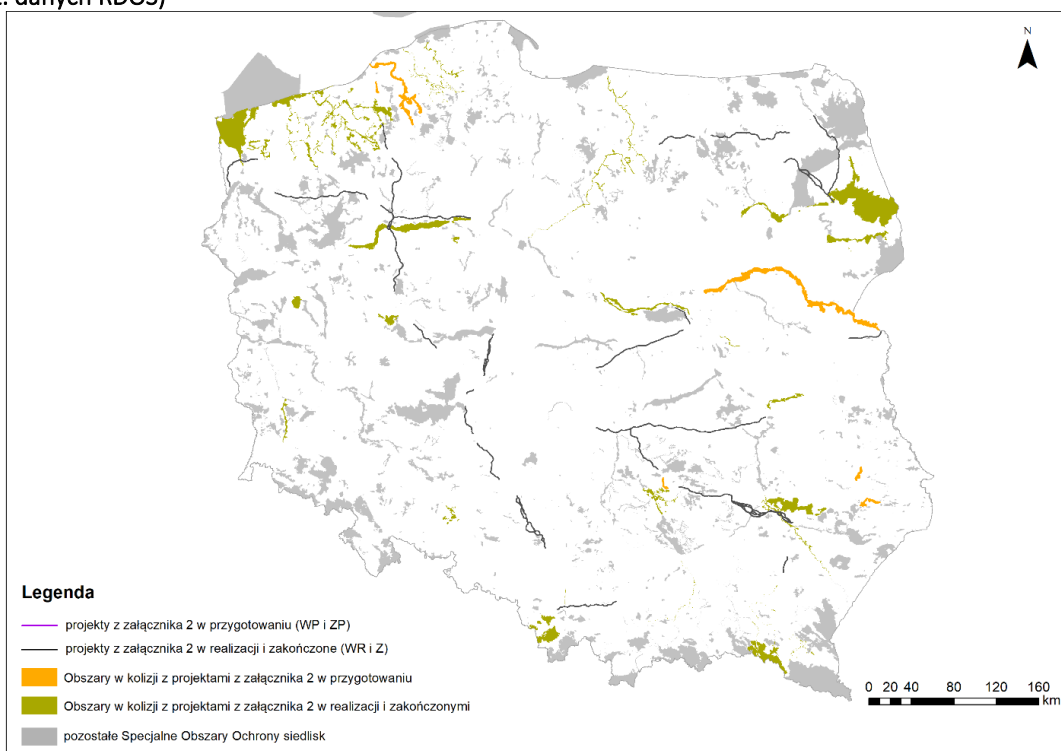 danych RDOŚ)
N
Legenda
projekty z załącznika 2 w przygotowaniu (WP i ZP)
projekty z załącznika 2 w realizacji i zakończone (WR i Z)
Obszary w kolizji z projektami z załącznika 2 w przygotowaniu
Obszary w kolizji z projektami z załącznika 2 w realizacji i zakończonymi
pozostałe Specjalne Obszary Ochrony siedlisk
0 20 40 80 120 160
km